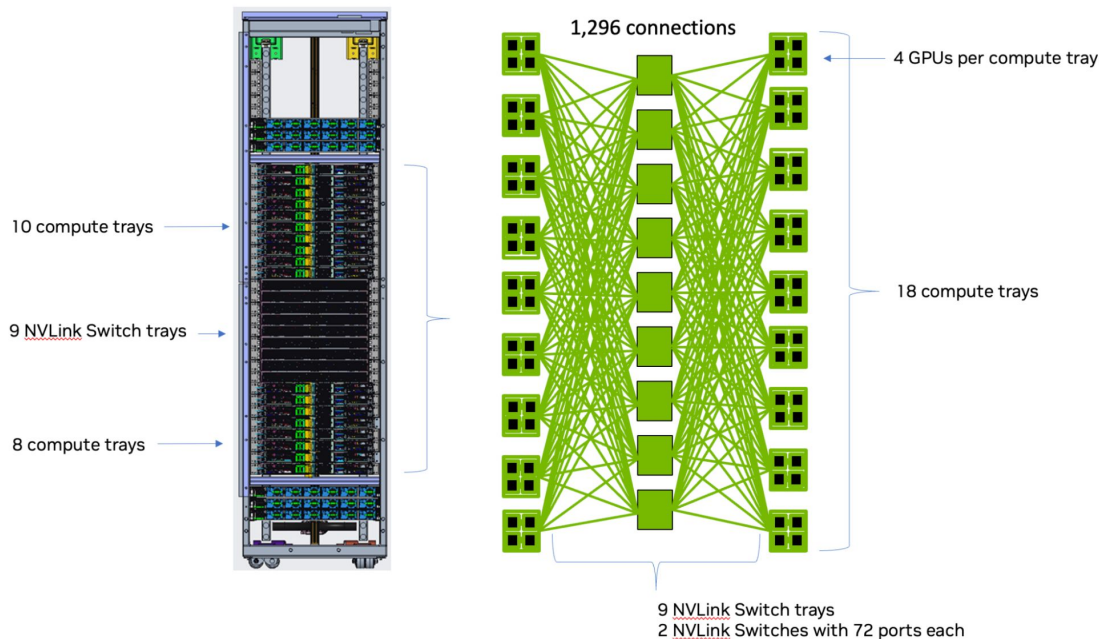 1,296 connections
4 GPUs per compute tray
10 compute trays
9 NVLink Switch trays
8 compute trays
18 compute trays
9 NVLink Switch trays
2 NVLink Switches with 72 ports each